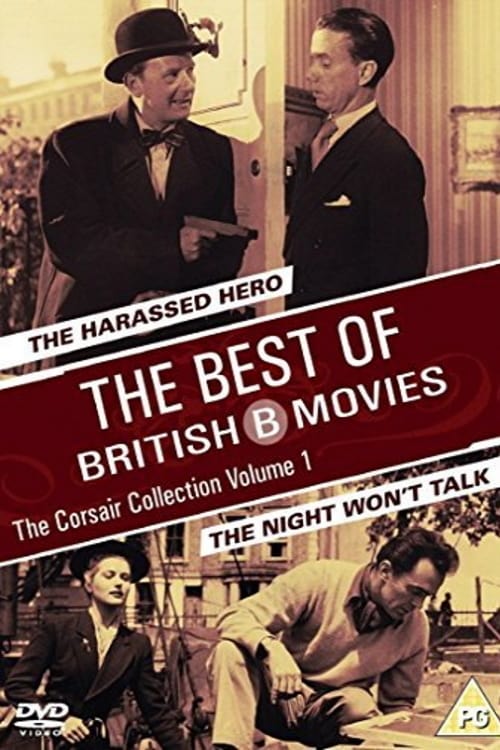 THE HARASSED HERO
THE BEST OF
BRITISH B MOVIES
The Corsair Collection Volume 1
THE NIGHT WON'T TALK
DVD
VIDEO
PG